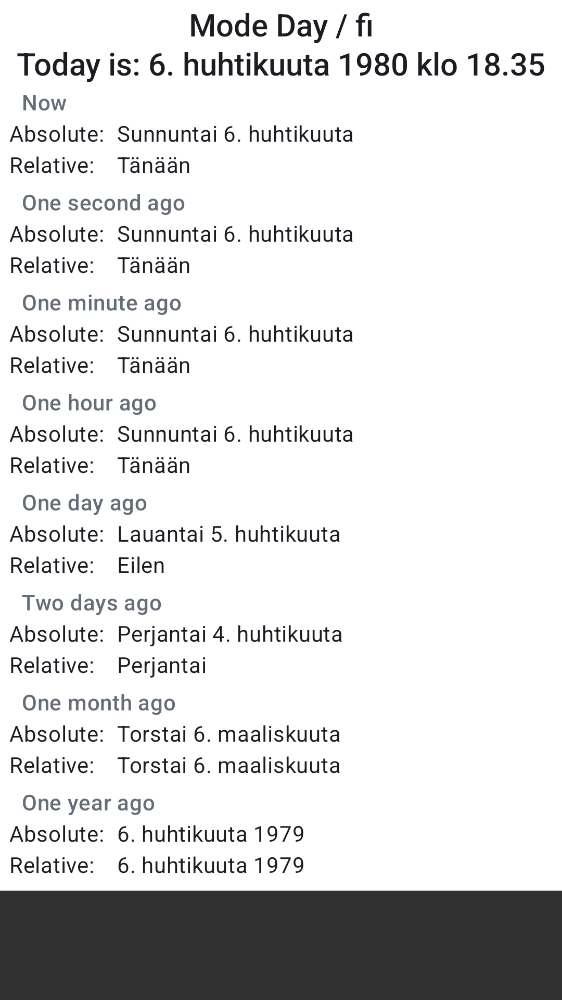 Mode Day / fi
Today is: 6. huhtikuuta 1980 klo 18.35
Now
Absolute: Sunnuntai 6. huhtikuuta
Relative: Tänään
One second ago
Absolute: Sunnuntai 6. huhtikuuta
Relative: Tänään
One minute ago
Absolute: Sunnuntai 6. huhtikuuta
Relative: Tänään
One hour ago
Absolute: Sunnuntai 6. huhtikuuta
Relative: Tänään
One day ago
Absolute: Lauantai 5. huhtikuuta
Relative: Eilen
Two days ago
Absolute: Perjantai 4. huhtikuuta
Relative: Perjantai
One month ago
Absolute: Torstai 6. maaliskuuta
Relative: Torstai 6. maaliskuuta
One year ago
Absolute: 6. huhtikuuta 1979
Relative: 6. huhtikuuta 1979